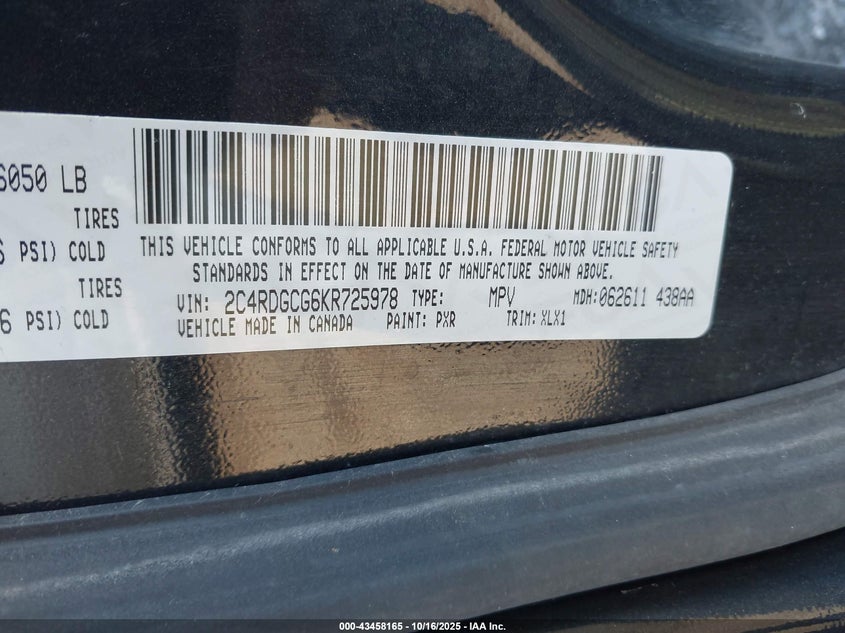 6050 LB
TIRES
PSI) COLD
TIRES
6 PSI) COLD
THIS VEHICLE CONFORMS TO ALL APPLICABLE U.S.A. FEDERAL MOTOR VEHICLE SAFETY
STANDARDS IN EFFECT ON THE DATE OF MANUFACTURE SHOWN ABOVE.
VIN: 2C4RDGCG6KR725978 TYPE: MPV MDH: 062611 438AA
VEHICLE MADE IN CANADA PAINT: PXR TRIM: XLX1
000-43458165 - 10/16/2025 - IAA Inc.